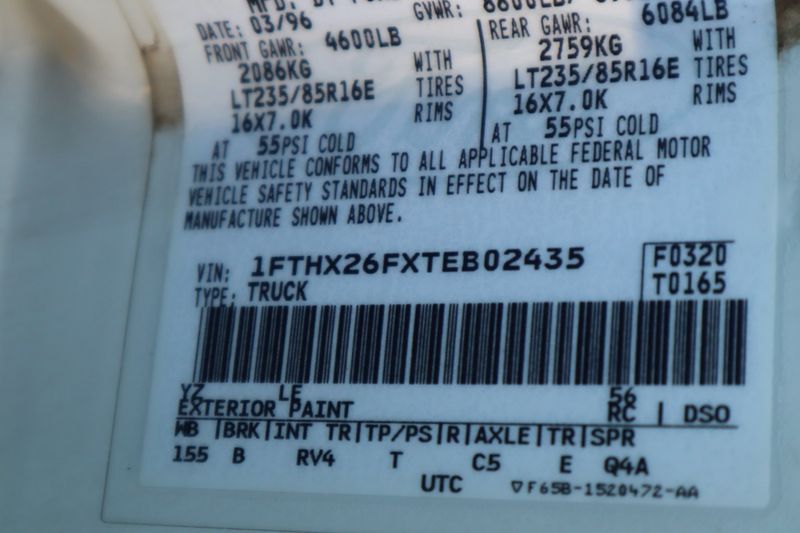 DATE: 03/96 GVWR:
FRONT GAWR: 4600LB REAR GAWR: 6084LB
2086KG WITH 2759KG WITH
LT235/85R16E TIRES LT235/85R16E TIRES
16X7.0K RIMS 16X7.0K RIMS
AT 55PSI COLD AT 55PSI COLD
THIS VEHICLE CONFORMS TO ALL APPLICABLE FEDERAL MOTOR
VEHICLE SAFETY STANDARDS IN EFFECT ON THE DATE OF
MANUFACTURE SHOWN ABOVE.
VIN: 1FTHX26FXTEB02435 F0320
TYPE: TRUCK T0165
YZ LE 56
EXTERIOR PAINT RC | DSO
WB |BRK|INT TR|TP/PS|R|AXLE|TR|SPR
155 B RV4 T C5 E Q4A
UTC ▽F65B-1520472-AA